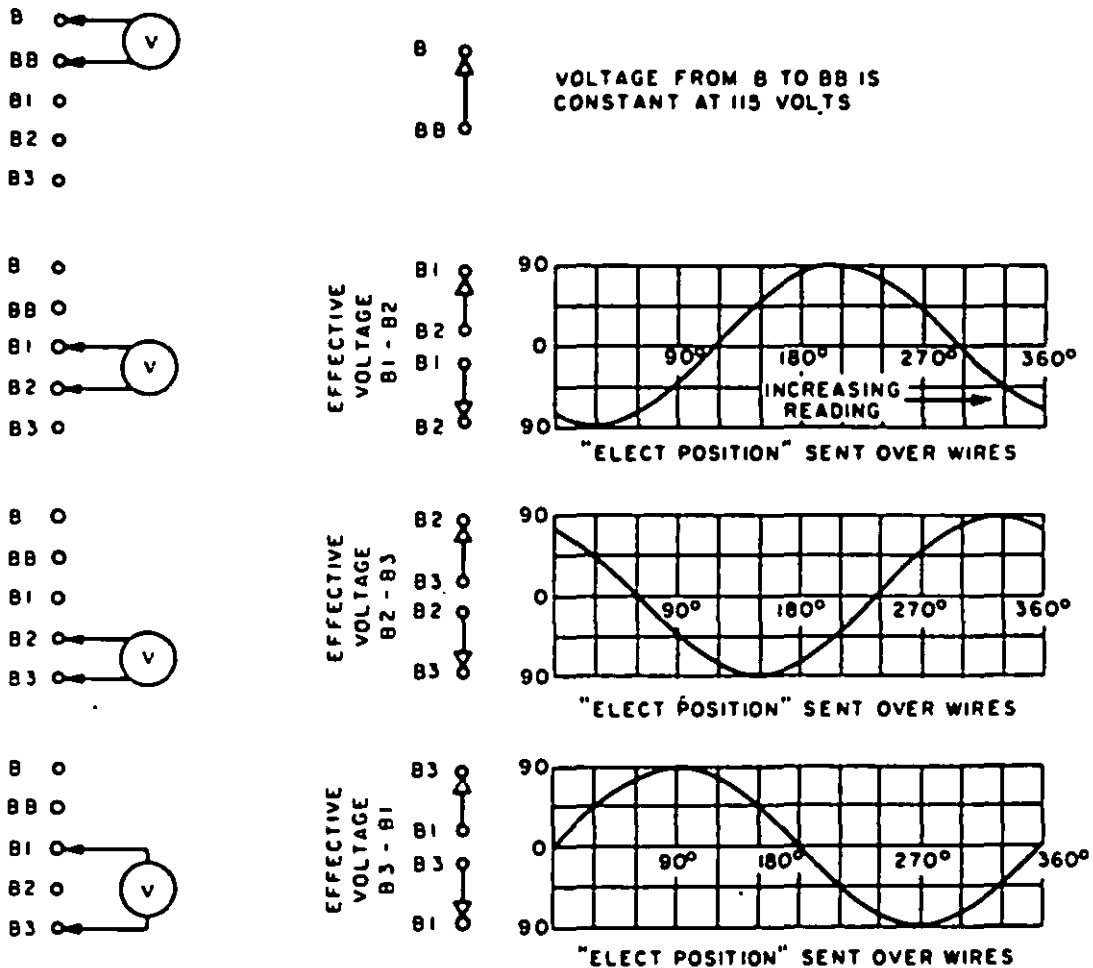 B
V
BB
B1
B2
B3
B
BB
VOLTAGE FROM B TO BB IS
CONSTANT AT 115 VOLTS
B
BB
B1
V
B2
B3
EFFECTIVE
VOLTAGE
B1 - B2
B1
B2
B1
B2
90
0
90
90°
180°
270°
360°
INCREASING
READING
"ELECT POSITION" SENT OVER WIRES
B
BB
B1
B2
V
B3
EFFECTIVE
VOLTAGE
B2 - B3
B2
B3
B2
B3
90
0
90
90°
180°
270°
360°
"ELECT POSITION" SENT OVER WIRES
B
BB
B1
B2
V
B3
EFFECTIVE
VOLTAGE
B3 - B1
B3
B1
B3
B1
90
0
90
90°
180°
270°
360°
"ELECT POSITION" SENT OVER WIRES